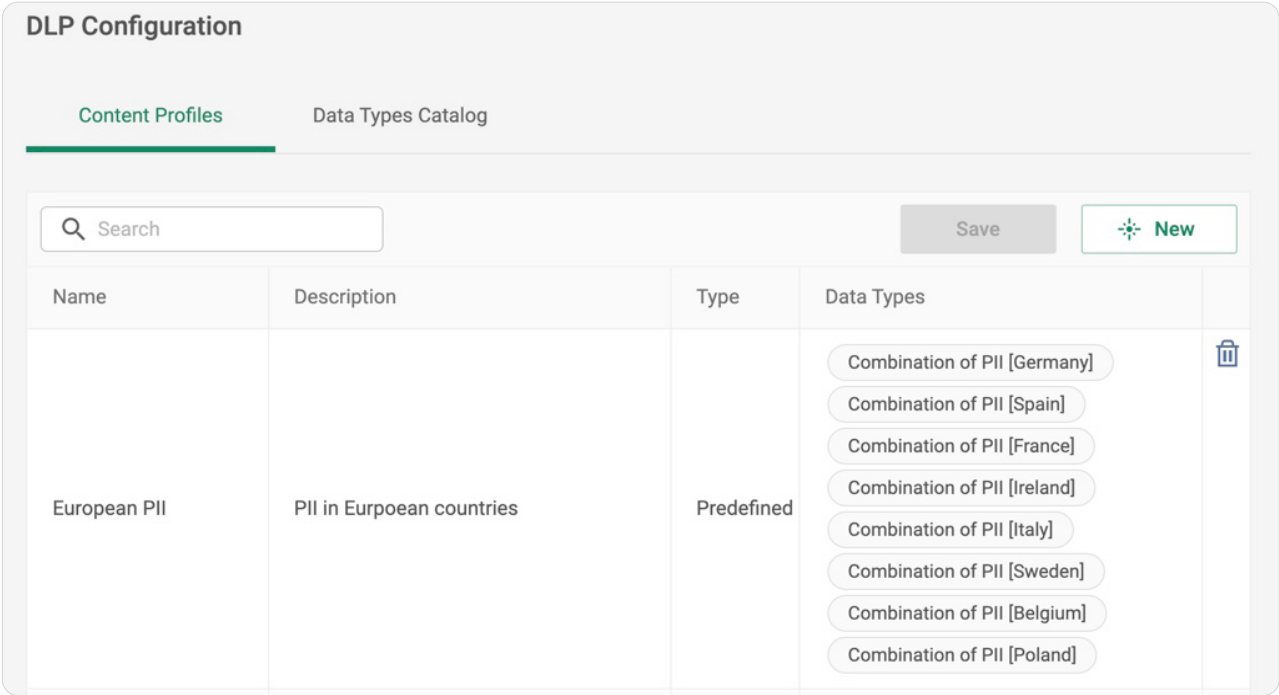 DLP Configuration
Content Profiles
Data Types Catalog
Search
Save
New
Name
Description
Type
Data Types
European PII
PII in Eurpoean countries
Predefined
Combination of PII [Germany]
Combination of PII [Spain]
Combination of PII [France]
Combination of PII [Ireland]
Combination of PII [Italy]
Combination of PII [Sweden]
Combination of PII [Belgium]
Combination of PII [Poland]